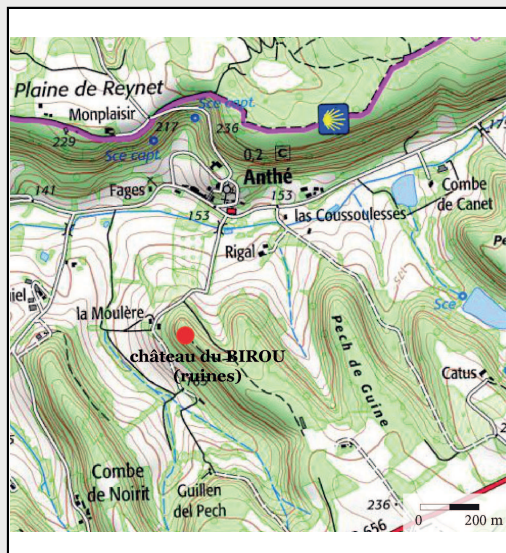 Plaine de Reynet
Monplaisir
Sce capt.
217
236
229
Sce capt.
0,2 C
Anthé
141
Fages
153
153
las Coussoulesses
Combe
de Canet
Rigal
Sce
la Moulère
château du BIROU
(ruines)
Pech de Guine
Catus
Combe
de Noirit
Guillen
del Pech
236
656
0 200 m